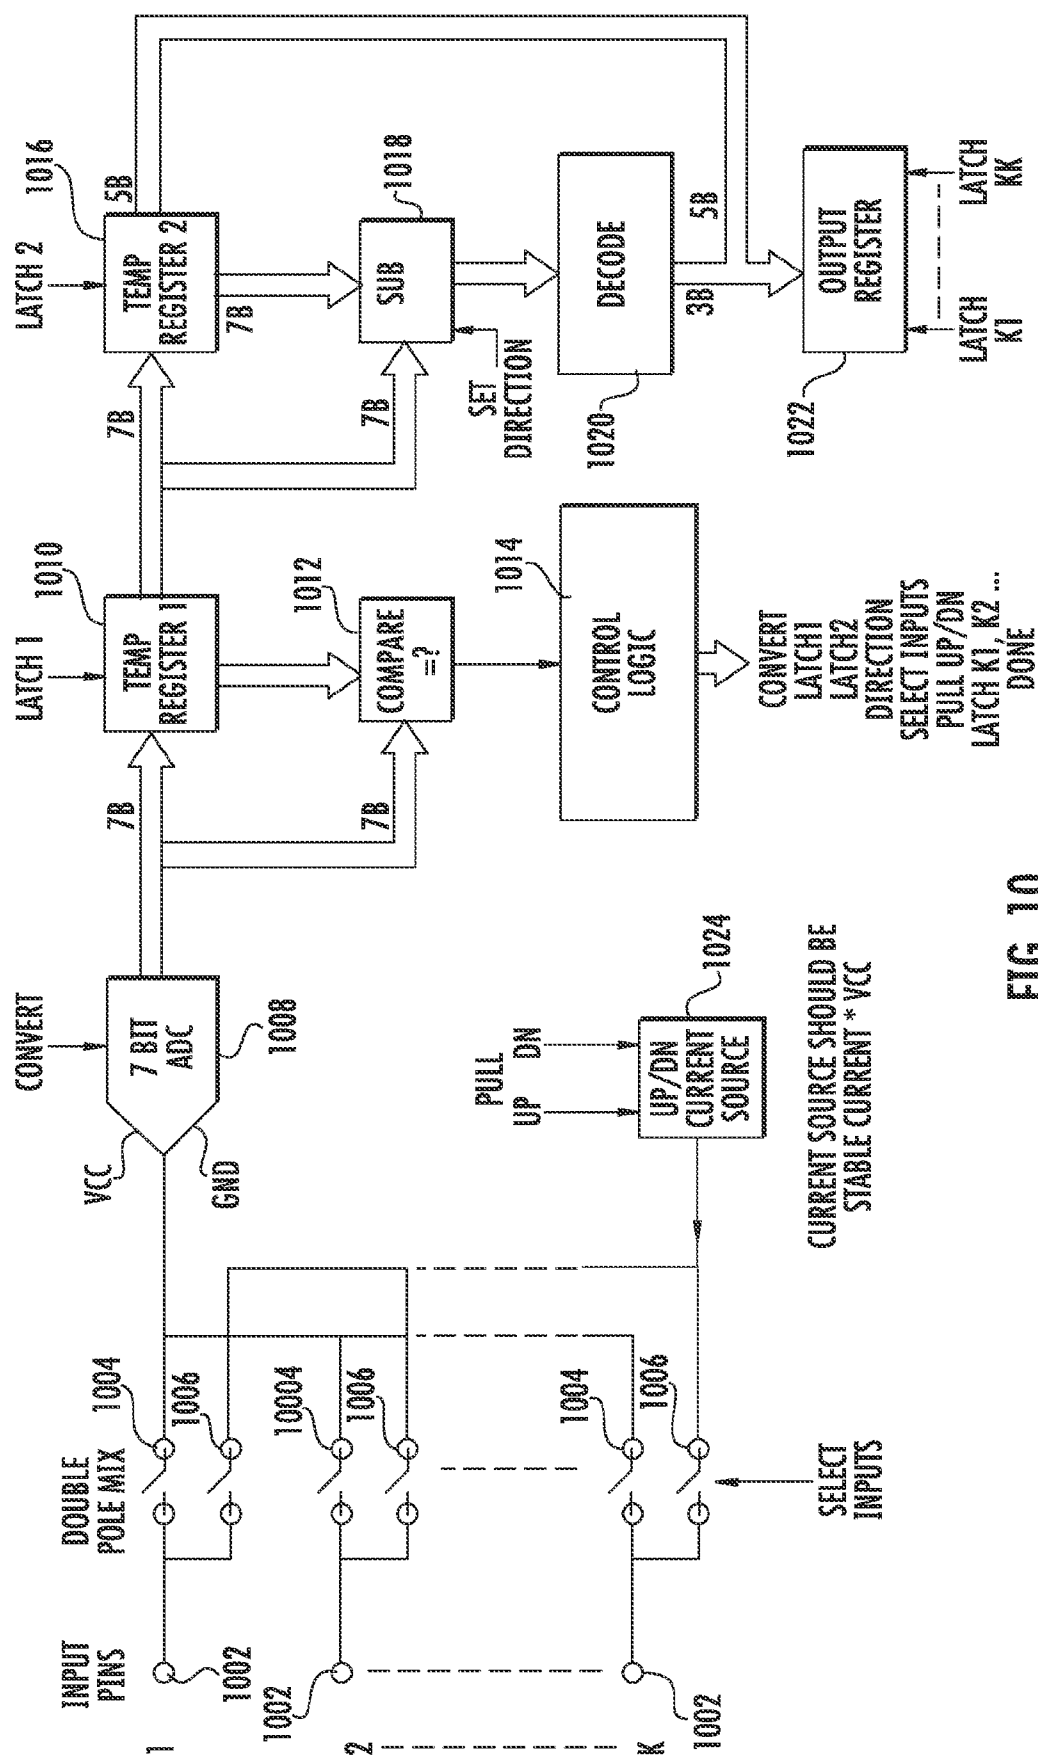 INPUT
PINS
DOUBLE
POLE MIX
1
2
K
1002
1002
1002
1004
1006
10004
1006
1004
1006
SELECT
INPUTS
CONVERT
VCC
GND
7 BIT
ADC
1008
PULL
UP
DN
UP/DN
CURRENT
SOURCE
1024
CURRENT SOURCE SHOULD BE
STABLE CURRENT * VCC
7B
7B
LATCH 1
1010
TEMP
REGISTER 1
1012
COMPARE
=?
1014
CONTROL
LOGIC
CONVERT
LATCH1
LATCH2
DIRECTION
SELECT INPUTS
PULL UP/DN
LATCH K1, K2 ...
DONE
7B
7B
LATCH 2
1016
TEMP
REGISTER 2
5B
7B
1018
SUB
SET
DIRECTION
DECODE
1020
3B
5B
OUTPUT
REGISTER
1022
LATCH
K1
LATCH
KK
FIG. 10